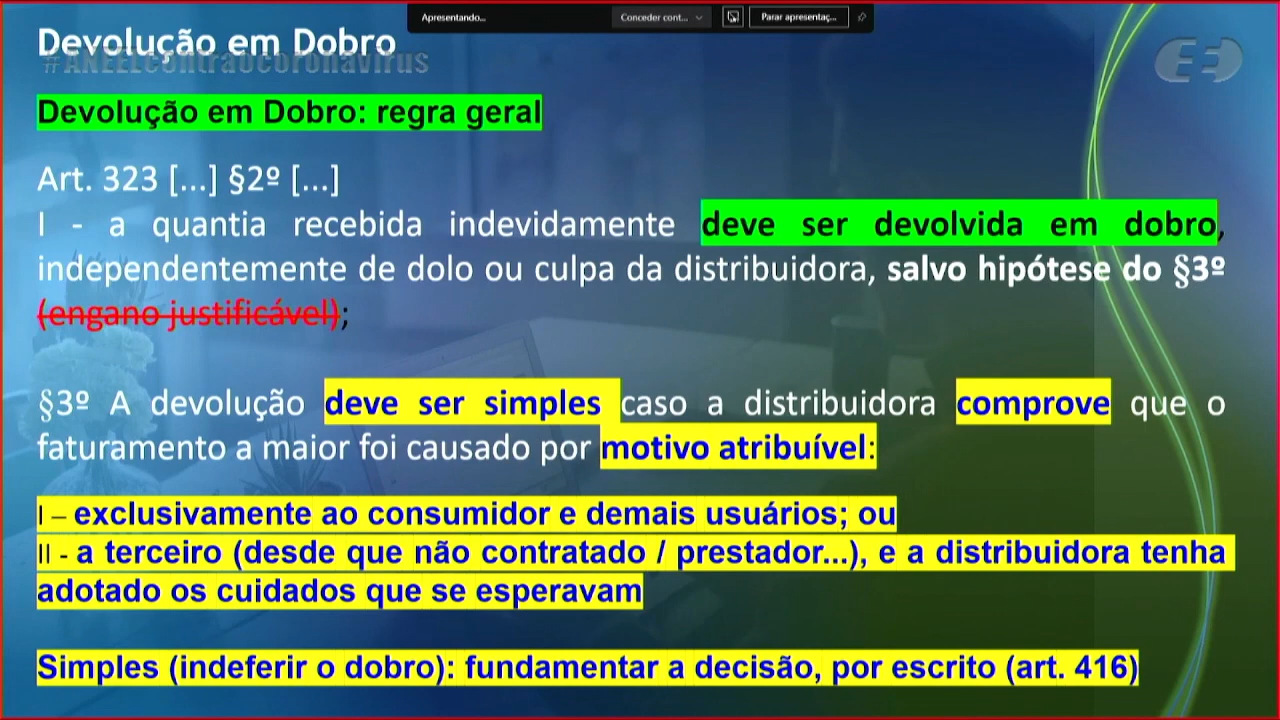 Apresentando...
Conceder cont...
Parar apresentaç...
Devolução em Dobro
#ANEELcontraocoronavirus
Devolução em Dobro: regra geral
Art. 323 [...] §2º [...]
I - a quantia recebida indevidamente deve ser devolvida em dobro,
independentemente de dolo ou culpa da distribuidora, salvo hipótese do §3º
(engano justificável);
§3º A devolução deve ser simples caso a distribuidora comprove que o
faturamento a maior foi causado por motivo atribuível:
I – exclusivamente ao consumidor e demais usuários; ou
II - a terceiro (desde que não contratado / prestador...), e a distribuidora tenha
adotado os cuidados que se esperavam
Simples (indeferir o dobro): fundamentar a decisão, por escrito (art. 416)